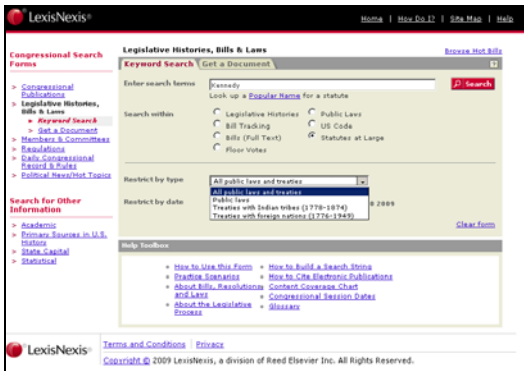 LexisNexis®
Home | How Do I? | Site Map | Help
Congressional Search Forms
> Congressional Publications
> Legislative Histories, Bills & Laws
> Keyword Search
> Get a Document
> Members & Committees
> Regulations
> Daily Congressional Record & Rules
> Political News/Hot Topics
Search for Other Information
> Academic
> Primary Sources in U.S. History
> State Capital
> Statistical
Legislative Histories, Bills & Laws
Browse Hot Bills
Keyword Search Get a Document ?
Enter search terms Kennedy Search
Look up a Popular Name for a statute
Search within Legislative Histories Public Laws
Bill Tracking US Code
Bills (Full Text) Statutes at Large
Floor Votes
Restrict by type All public laws and treaties
All public laws and treaties
Public laws
Restrict by date Treaties with Indian tribes (1778-1874) 2009
Treaties with foreign nations (1776-1949)
Clear form
Help Toolbox
How to Use this Form How to Build a Search String
Practice Scenarios How to Cite Electronic Publications
About Bills, Resolutions and Laws Content Coverage Chart
Congressional Session Dates
About the Legislative Process Glossary
LexisNexis®
Terms and Conditions | Privacy
Copyright © 2009 LexisNexis, a division of Reed Elsevier Inc. All Rights Reserved.